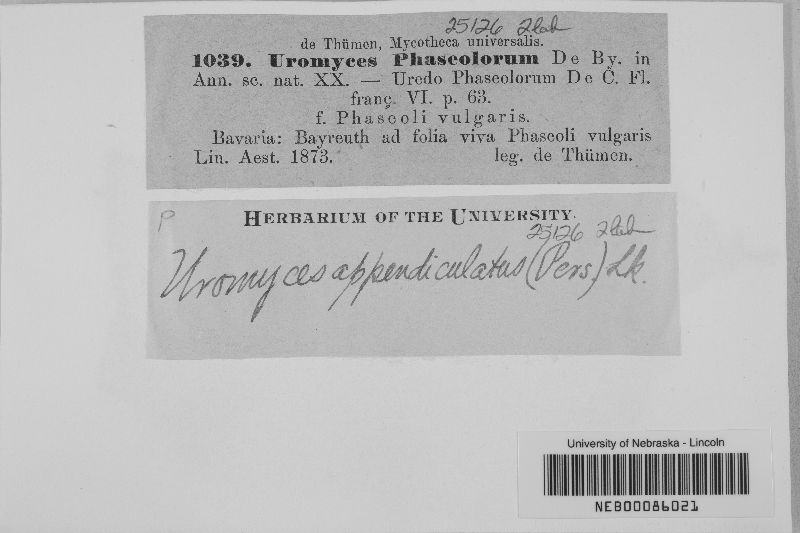 25126 2lab
de Thümen, Mycotheca universalis.
1039. Uromyces Phaseolorum De By. in
Ann. sc. nat. XX. — Uredo Phaseolorum De C. Fl.
franç. VI. p. 63.
f. Phaseoli vulgaris.
Bavaria: Bayreuth ad folia viva Phaseoli vulgaris
Lin. Aest. 1873. leg. de Thümen.
P
HERBARIUM OF THE UNIVERSITY.
25126 2lab
Uromyces appendiculatus (Pers.) Lk.
University of Nebraska - Lincoln
NEB00086021